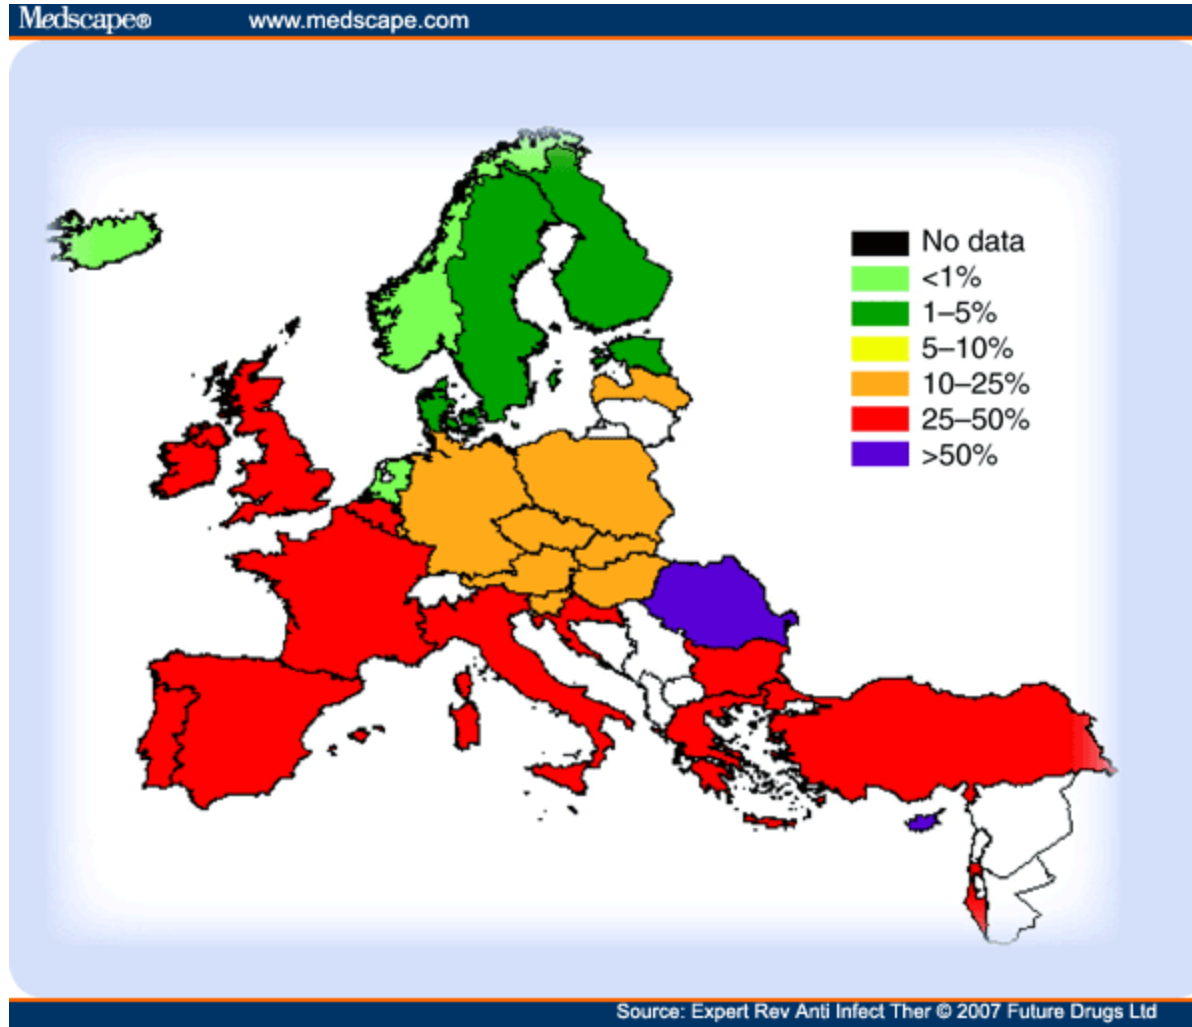 Medscape® www.medscape.com
No data
<1%
1–5%
5–10%
10–25%
25–50%
>50%
Source: Expert Rev Anti Infect Ther © 2007 Future Drugs Ltd